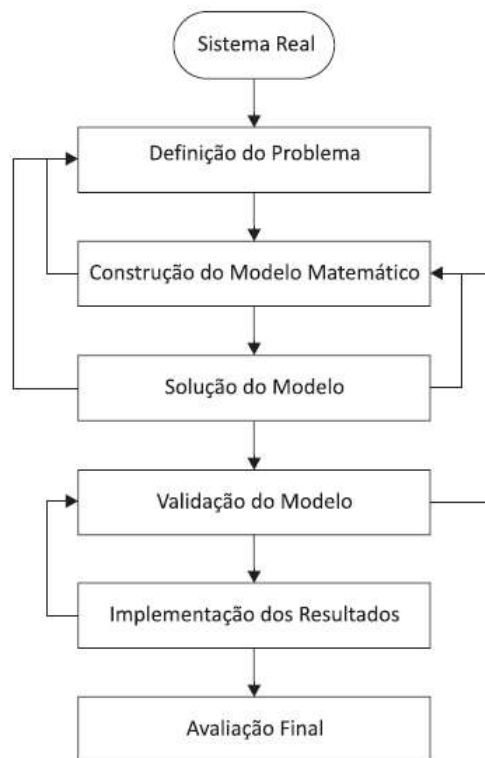 Sistema Real
Definição do Problema
Construção do Modelo Matemático
Solução do Modelo
Validação do Modelo
Implementação dos Resultados
Avaliação Final